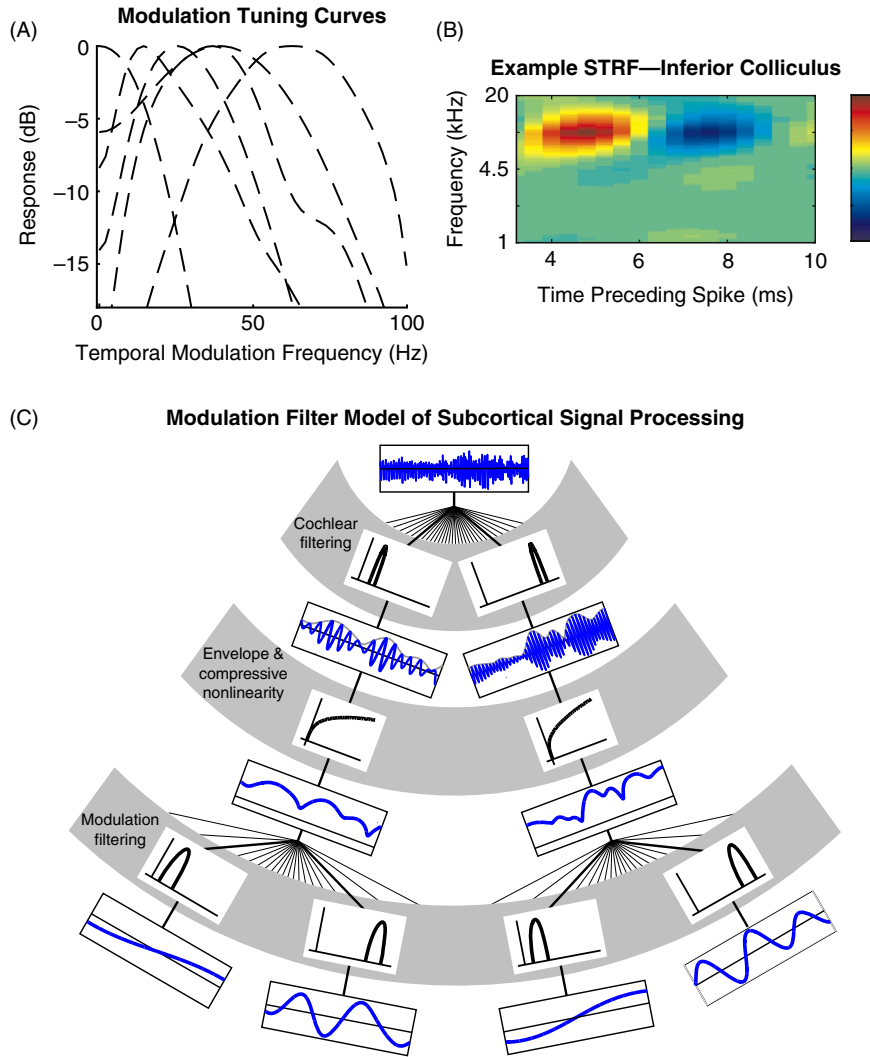 (A)
Modulation Tuning Curves
0
−5
−10
−15
Response (dB)
0
50
100
Temporal Modulation Frequency (Hz)
(B)
Example STRF—Inferior Colliculus
20
4.5
1
Frequency (kHz)
4
6
8
10
Time Preceding Spike (ms)
(C)
Modulation Filter Model of Subcortical Signal Processing
Cochlear
filtering
Envelope &
compressive
nonlinearity
Modulation
filtering